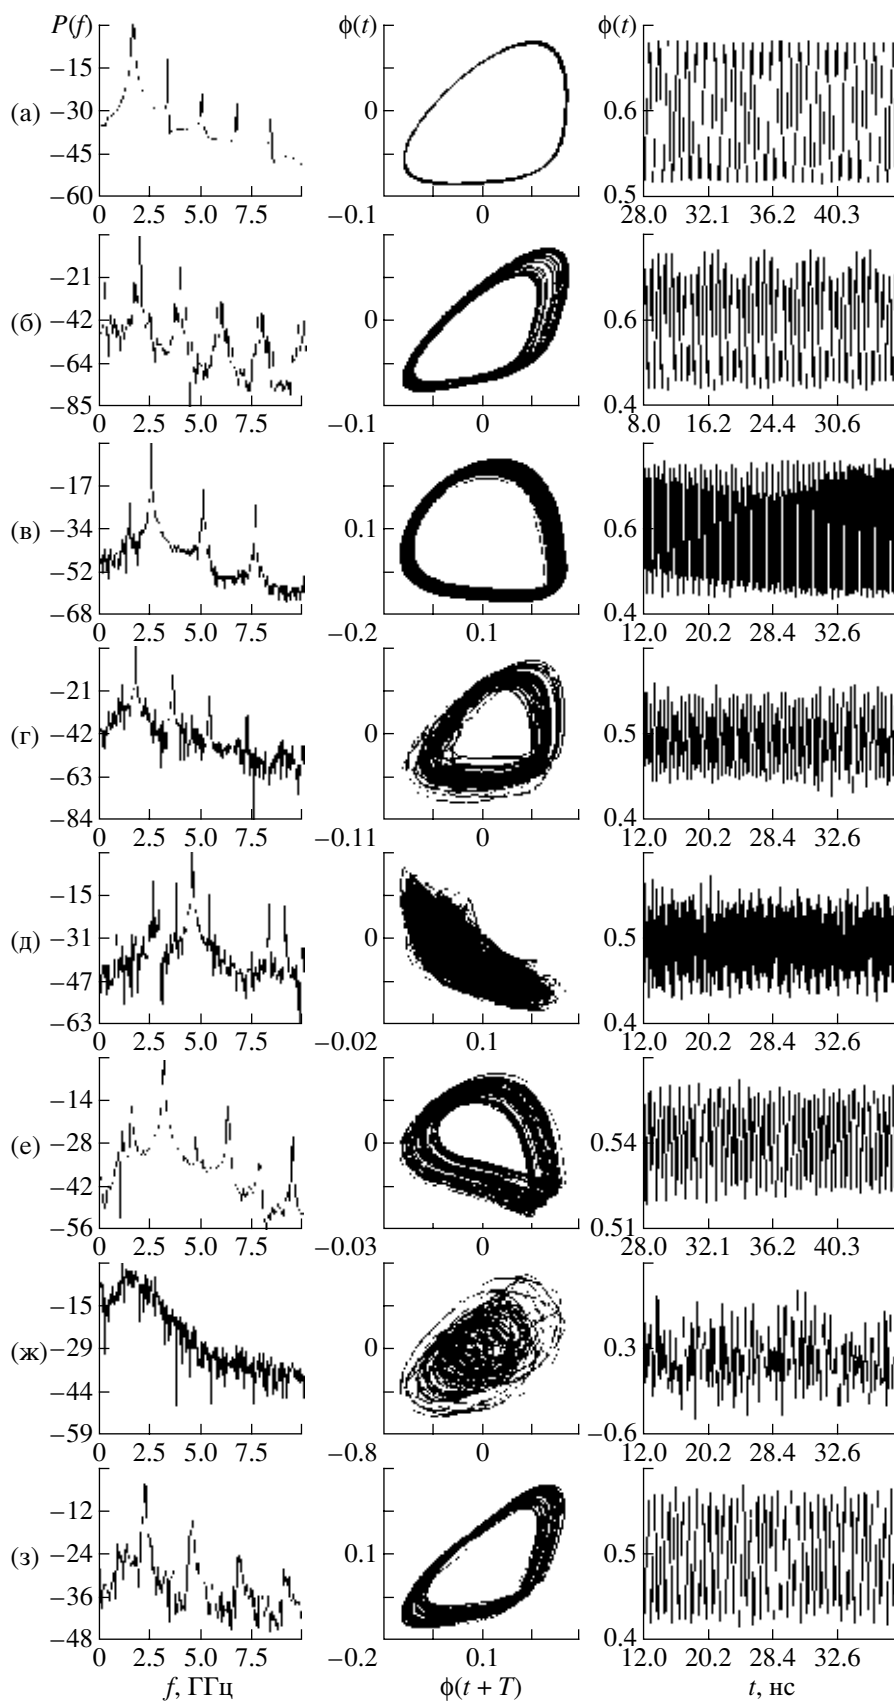 P(f) ϕ(t) ϕ(t)
(а) −15 −30 −45 −60 0 0.6 0.5
0 2.5 5.0 7.5 −0.1 0 28.0 32.1 36.2 40.3
(б) −21 −42 −64 −85 0 0.6 0.4
0 2.5 5.0 7.5 −0.1 0 8.0 16.2 24.4 30.6
(в) −17 −34 −52 −68 0.1 0.6 0.4
0 2.5 5.0 7.5 −0.2 0.1 12.0 20.2 28.4 32.6
(г) −21 −42 −63 −84 0 0.5 0.4
0 2.5 5.0 7.5 −0.11 0 12.0 20.2 28.4 32.6
(д) −15 −31 −47 −63 0 0.5 0.4
0 2.5 5.0 7.5 −0.02 0.1 12.0 20.2 28.4 32.6
(е) −14 −28 −42 −56 0 0.54 0.51
0 2.5 5.0 7.5 −0.03 0 28.0 32.1 36.2 40.3
(ж) −15 −29 −44 −59 0 0.3 −0.6
0 2.5 5.0 7.5 −0.8 0 12.0 20.2 28.4 32.6
(з) −12 −24 −36 −48 0.1 0.5 0.4
0 2.5 5.0 7.5 −0.2 0.1 12.0 20.2 28.4 32.6
f, ГГц ϕ(t + T) t, нс